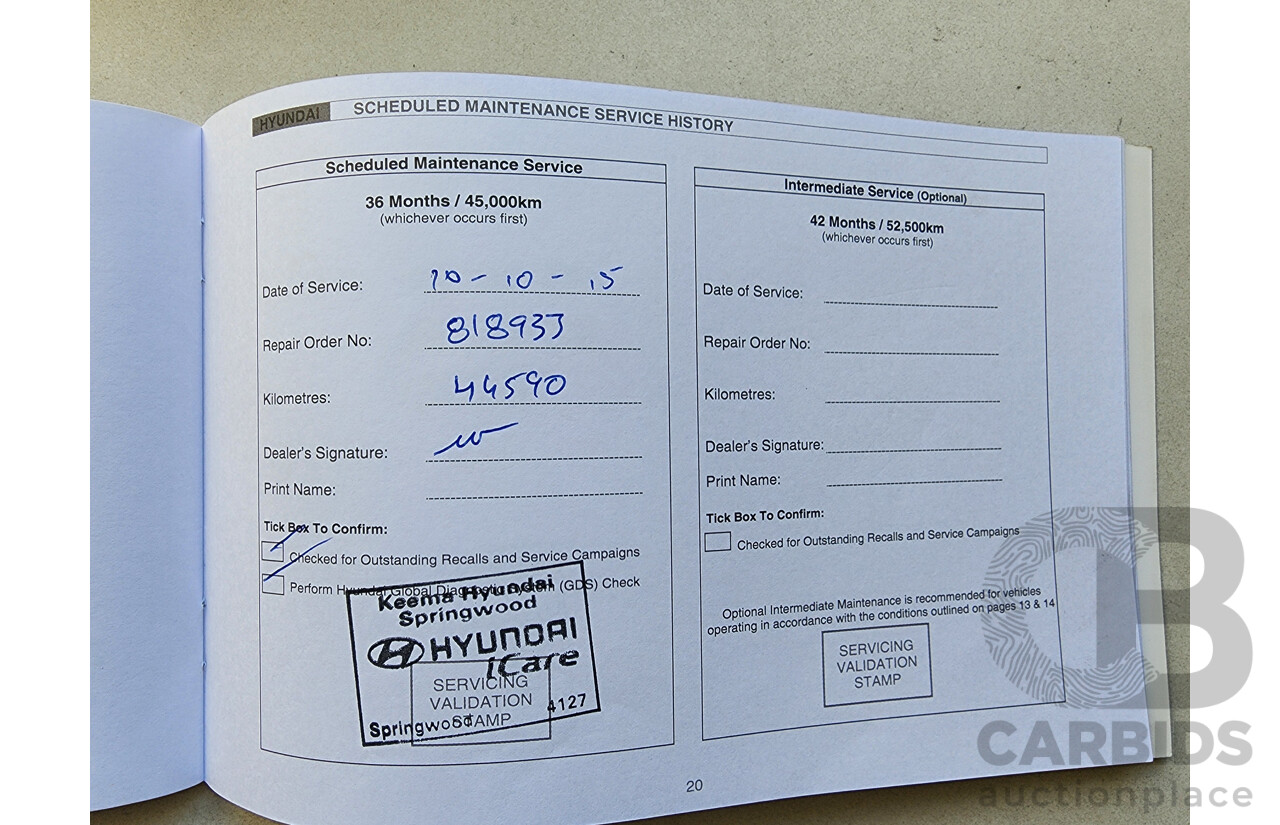 HYUNDAI SCHEDULED MAINTENANCE SERVICE HISTORY
Scheduled Maintenance Service
36 Months / 45,000km
(whichever occurs first)
Date of Service: 10 - 10 - 15
Repair Order No: 818933
Kilometres: 44590
Dealer's Signature:
Print Name:
Tick Box To Confirm:
Checked for Outstanding Recalls and Service Campaigns
Perform Hyundai Global Diagnostic System (GDS) Check
Keema Hyundai
Springwood
HYUNDAI
iCare
Springwood 4127
SERVICING
VALIDATION
STAMP
Intermediate Service (Optional)
42 Months / 52,500km
(whichever occurs first)
Date of Service:
Repair Order No:
Kilometres:
Dealer's Signature:
Print Name:
Tick Box To Confirm:
Checked for Outstanding Recalls and Service Campaigns
Optional Intermediate Maintenance is recommended for vehicles
operating in accordance with the conditions outlined on pages 13 & 14
SERVICING
VALIDATION
STAMP
20
CARBIDS
auctionplace